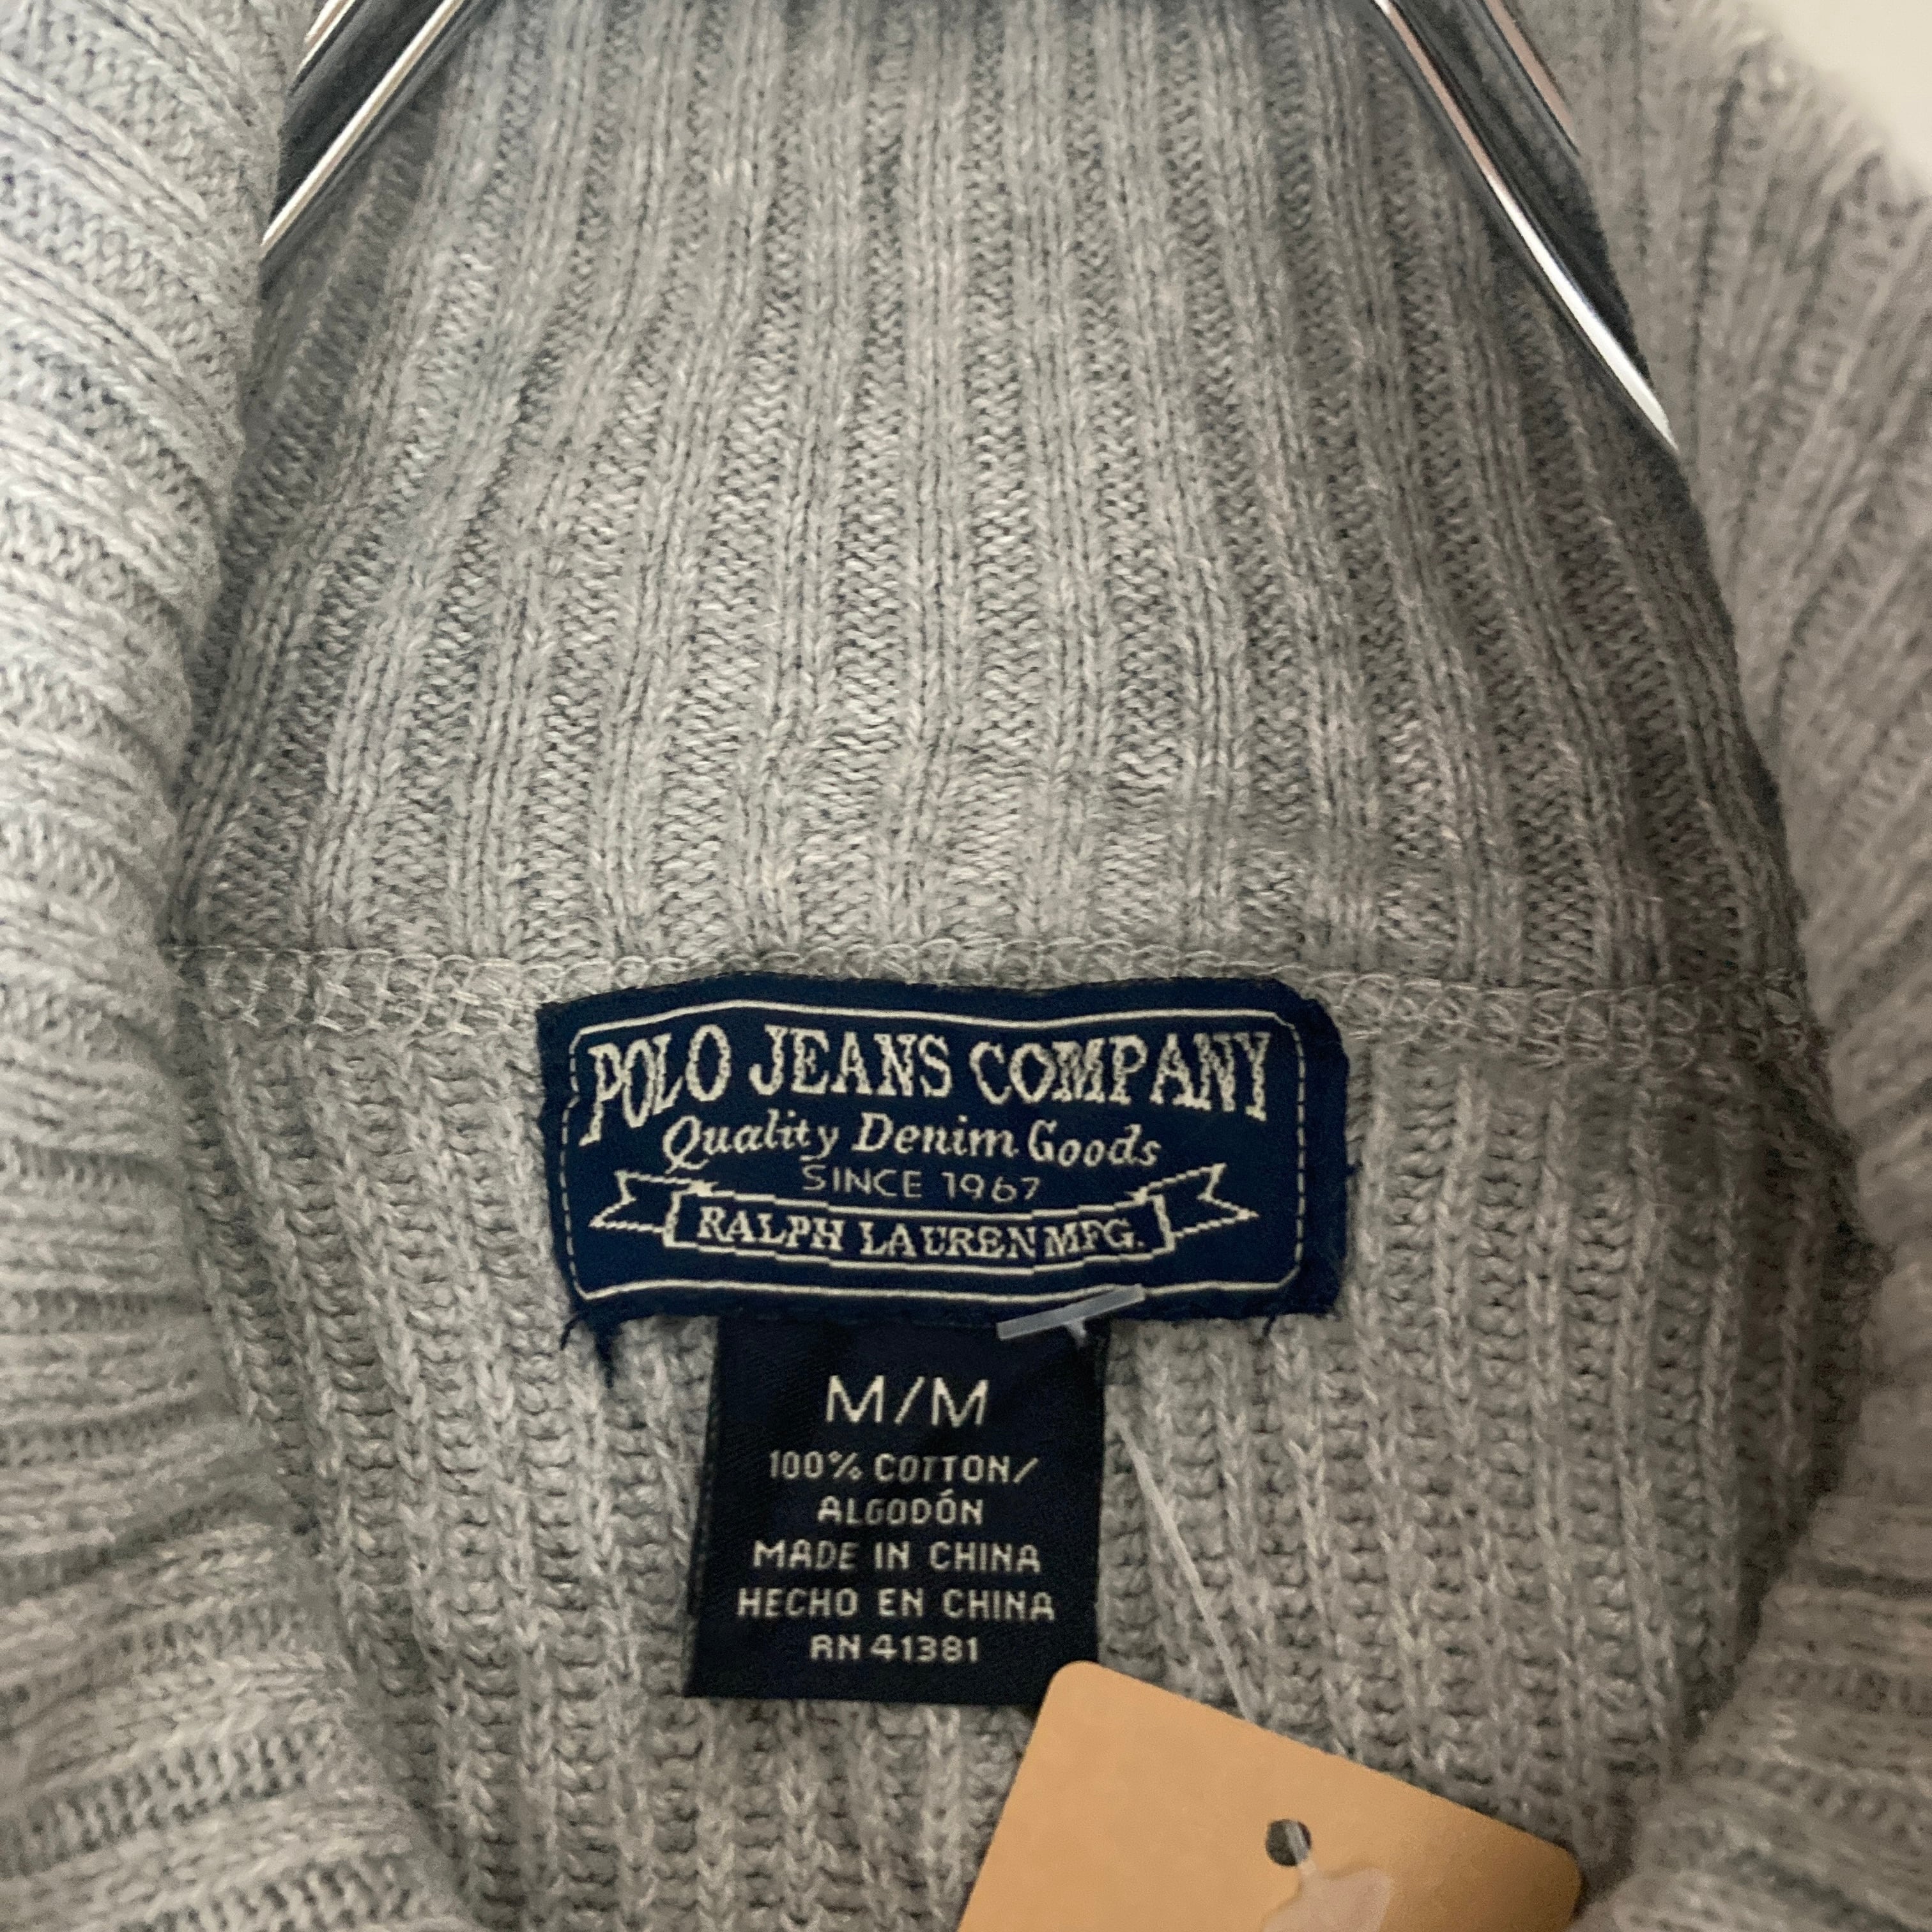 POLO JEANS COMPANY
Quality Denim Goods
SINCE 1967
RALPH LAUREN MFG.
M/M
100% COTTON/
ALGODÓN
MADE IN CHINA
HECHO EN CHINA
RN 41381